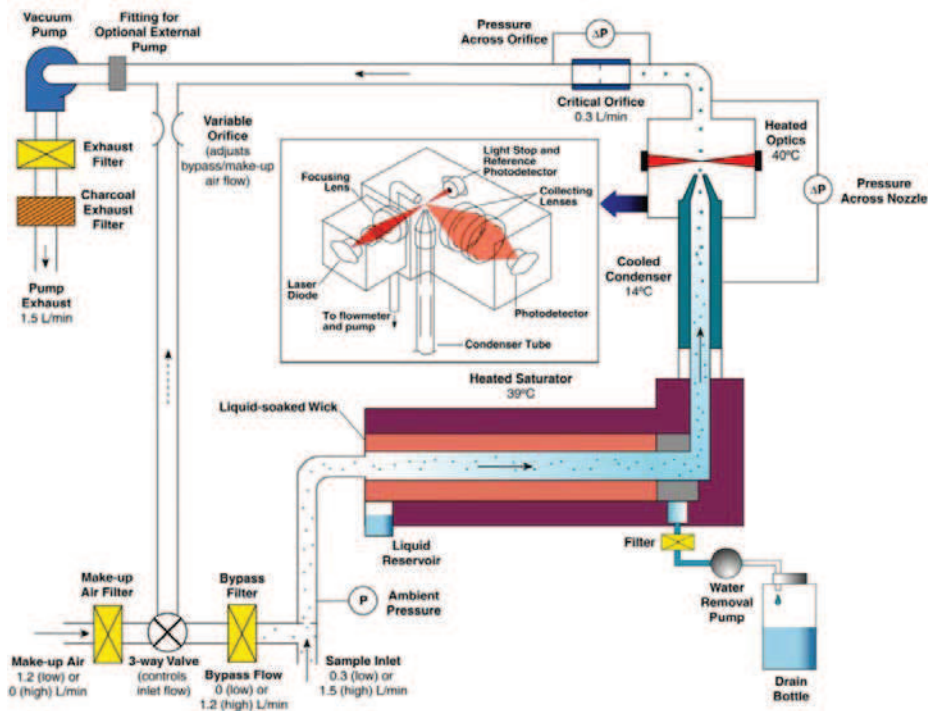 Vacuum
Pump
Fitting for
Optional External
Pump
Pressure
Across Orifice
ΔP
Critical Orifice
0.3 L/min
Heated
Optics
40ºC
ΔP
Pressure
Across Nozzle
Variable
Orifice
(adjusts
bypass/make-up
air flow)
Exhaust
Filter
Charcoal
Exhaust
Filter
Pump
Exhaust
1.5 L/min
Light Stop and
Reference
Photodetector
Focusing
Lens
Collecting
Lenses
Laser
Diode
To flowmeter
and pump
Photodetector
Condenser Tube
Cooled
Condenser
14ºC
Heated Saturator
39ºC
Liquid-soaked Wick
Liquid
Reservoir
Filter
Water
Removal
Pump
Drain
Bottle
P
Ambient
Pressure
Make-up
Air Filter
Bypass
Filter
Make-up Air
1.2 (low) or
0 (high) L/min
3-way Valve
(controls
inlet flow)
Bypass Flow
0 (low) or
1.2 (high) L/min
Sample Inlet
0.3 (low) or
1.5 (high) L/min